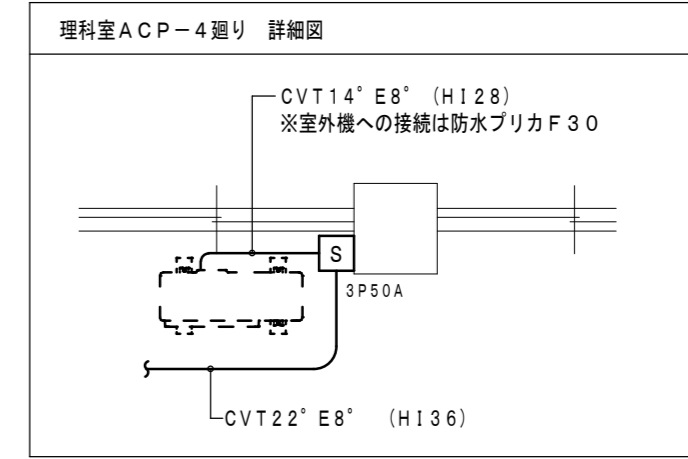 理科室ACP-4廻り 詳細図
CVT14°E8° (HI28)
※室外機への接続は防水プリカF30
S
3P50A
CVT22°E8° (HI36)